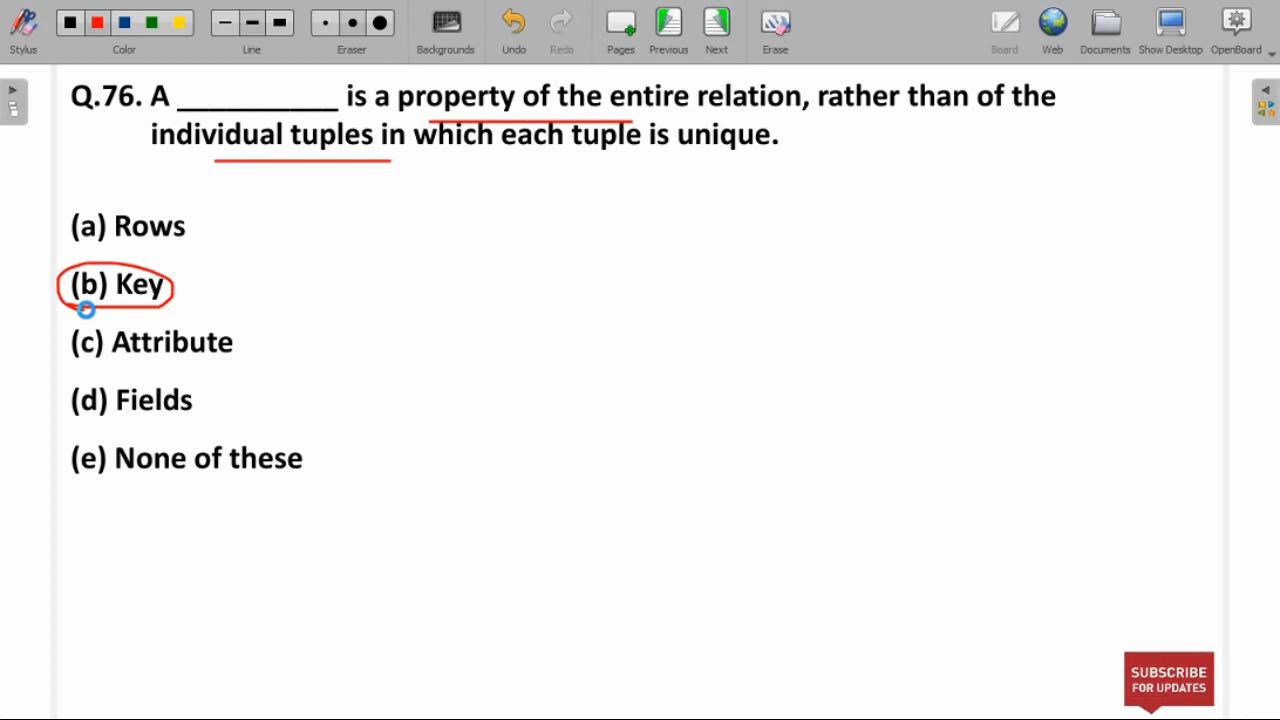 Stylus
Color
Line
Eraser
Backgrounds
Undo
Redo
Pages
Previous
Next
Erase
Board
Web
Documents
Show Desktop
OpenBoard
Q.76. A __________ is a property of the entire relation, rather than of the
individual tuples in which each tuple is unique.
(a) Rows
(b) Key
(c) Attribute
(d) Fields
(e) None of these
SUBSCRIBE
FOR UPDATES